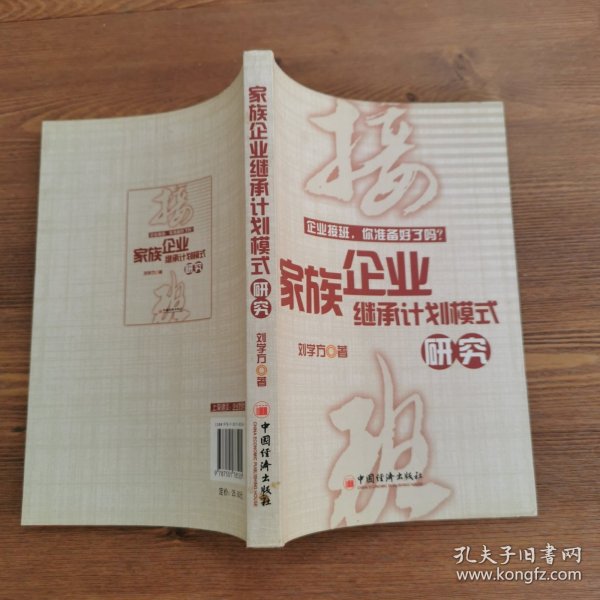 接
企业接班，你准备好了吗？
家族企业
继承计划模式
研究
刘学方 著
班
中国经济出版社
家族企业继承计划模式
研究
刘学方 著
中国经济出版社
接
家族企业
继承计划模式
研究
班
孔夫子旧书网
www.kongfz.com